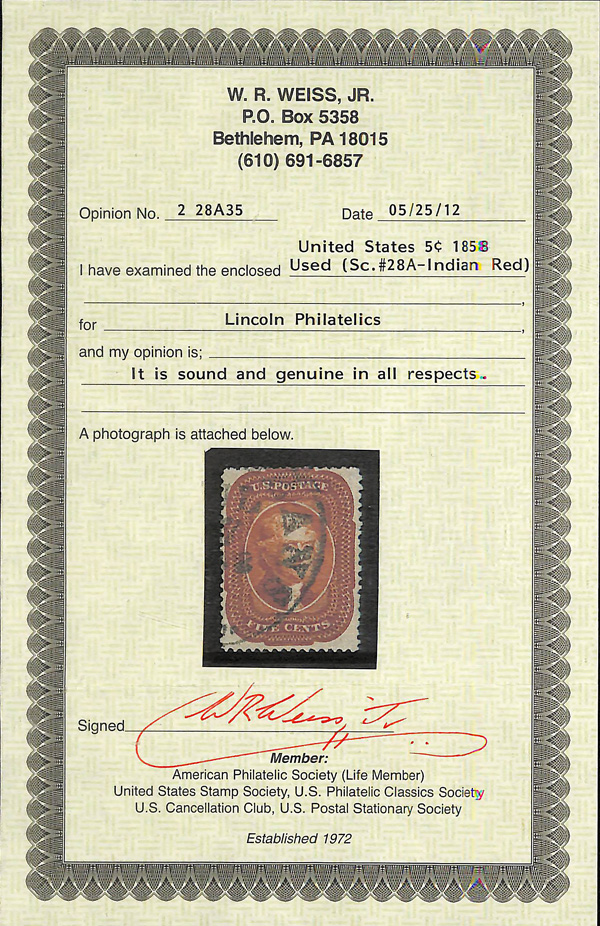 W. R. WEISS, JR.
P.O. Box 5358
Bethlehem, PA 18015
(610) 691-6857
Opinion No. 2 28A35 Date 05/25/12
United States 5¢ 1858
I have examined the enclosed Used (Sc.#28A-Indian Red)
,
for Lincoln Philatelics ,
and my opinion is;
It is sound and genuine in all respects.
A photograph is attached below.
U.S. POSTAGE
FIVE CENTS
Signed W R Weiss, Jr
Member:
American Philatelic Society (Life Member)
United States Stamp Society, U.S. Philatelic Classics Society
U.S. Cancellation Club, U.S. Postal Stationary Society
Established 1972